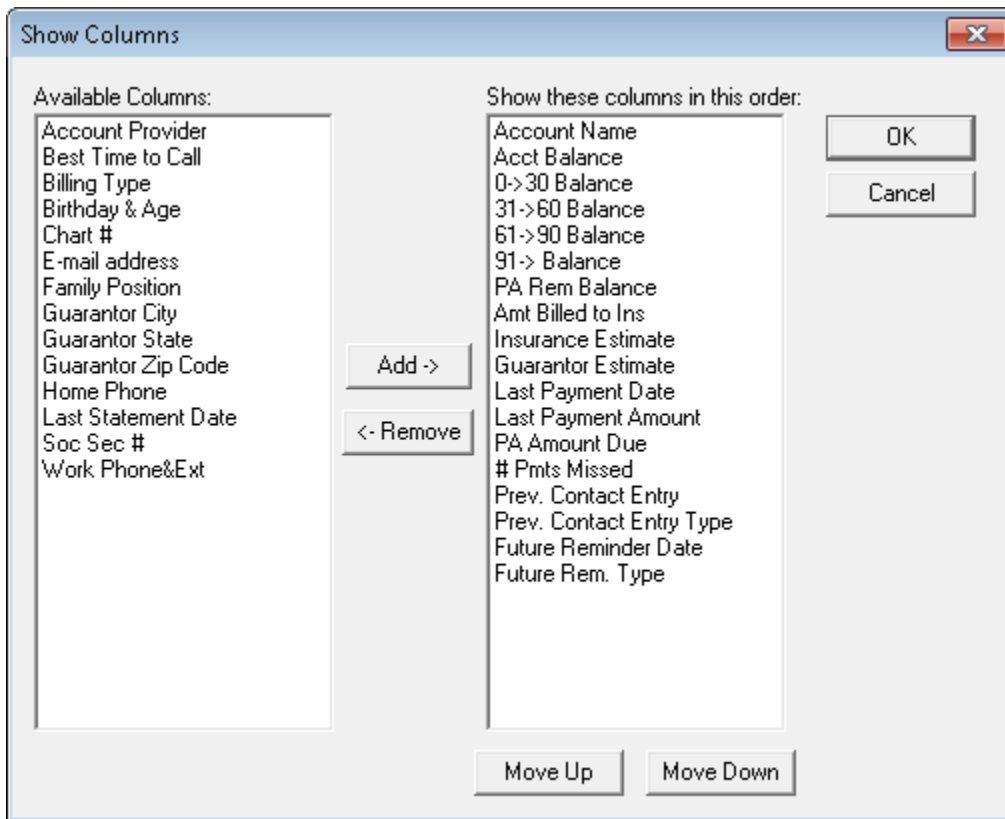 Show Columns
Available Columns:
Account Provider
Best Time to Call
Billing Type
Birthday & Age
Chart #
E-mail address
Family Position
Guarantor City
Guarantor State
Guarantor Zip Code
Home Phone
Last Statement Date
Soc Sec #
Work Phone&Ext
Add ->
<- Remove
Show these columns in this order:
Account Name
Acct Balance
0->30 Balance
31->60 Balance
61->90 Balance
91-> Balance
PA Rem Balance
Amt Billed to Ins
Insurance Estimate
Guarantor Estimate
Last Payment Date
Last Payment Amount
PA Amount Due
# Pmts Missed
Prev. Contact Entry
Prev. Contact Entry Type
Future Reminder Date
Future Rem. Type
Move Up
Move Down
OK
Cancel